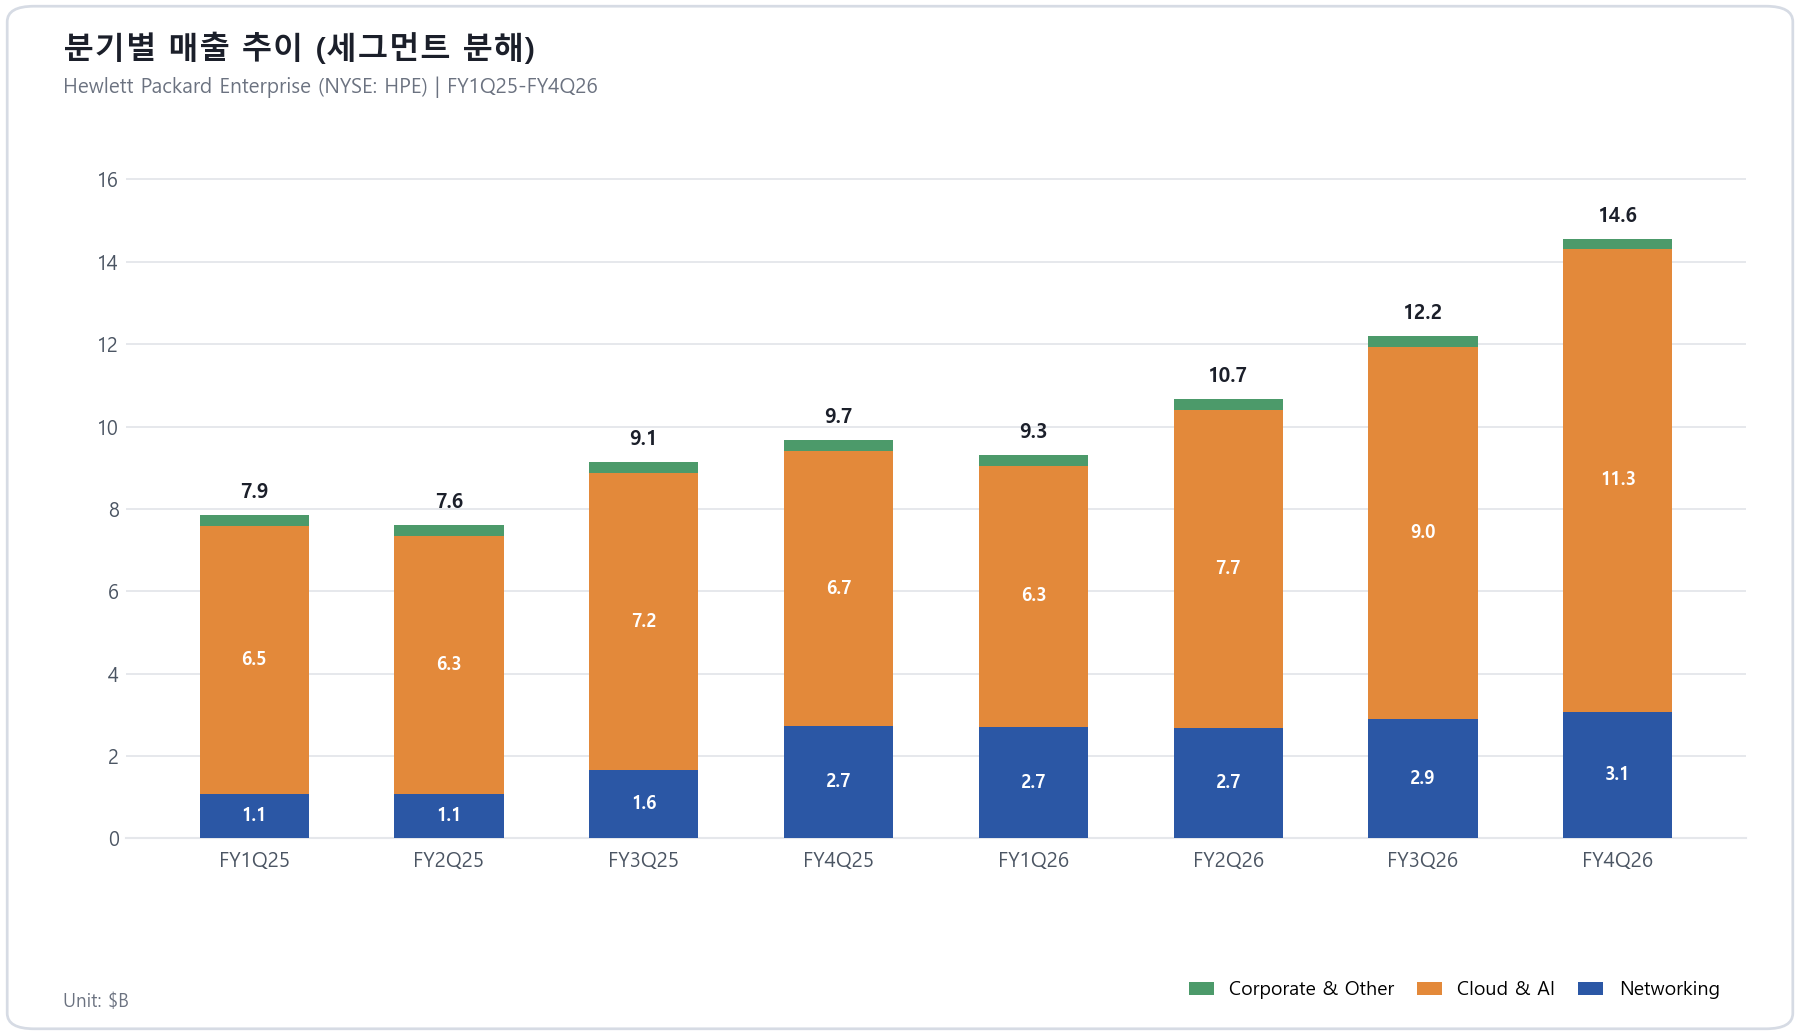 분기별 매출 추이 (세그먼트 분해)
Hewlett Packard Enterprise (NYSE: HPE) | FY1Q25-FY4Q26
16
14
12
10
8
6
4
2
0
7.9
7.6
9.1
9.7
9.3
10.7
12.2
14.6
6.5
6.3
7.2
6.7
6.3
7.7
9.0
11.3
1.1
1.1
1.6
2.7
2.7
2.7
2.9
3.1
FY1Q25
FY2Q25
FY3Q25
FY4Q25
FY1Q26
FY2Q26
FY3Q26
FY4Q26
Corporate & Other
Cloud & AI
Networking
Unit: $B